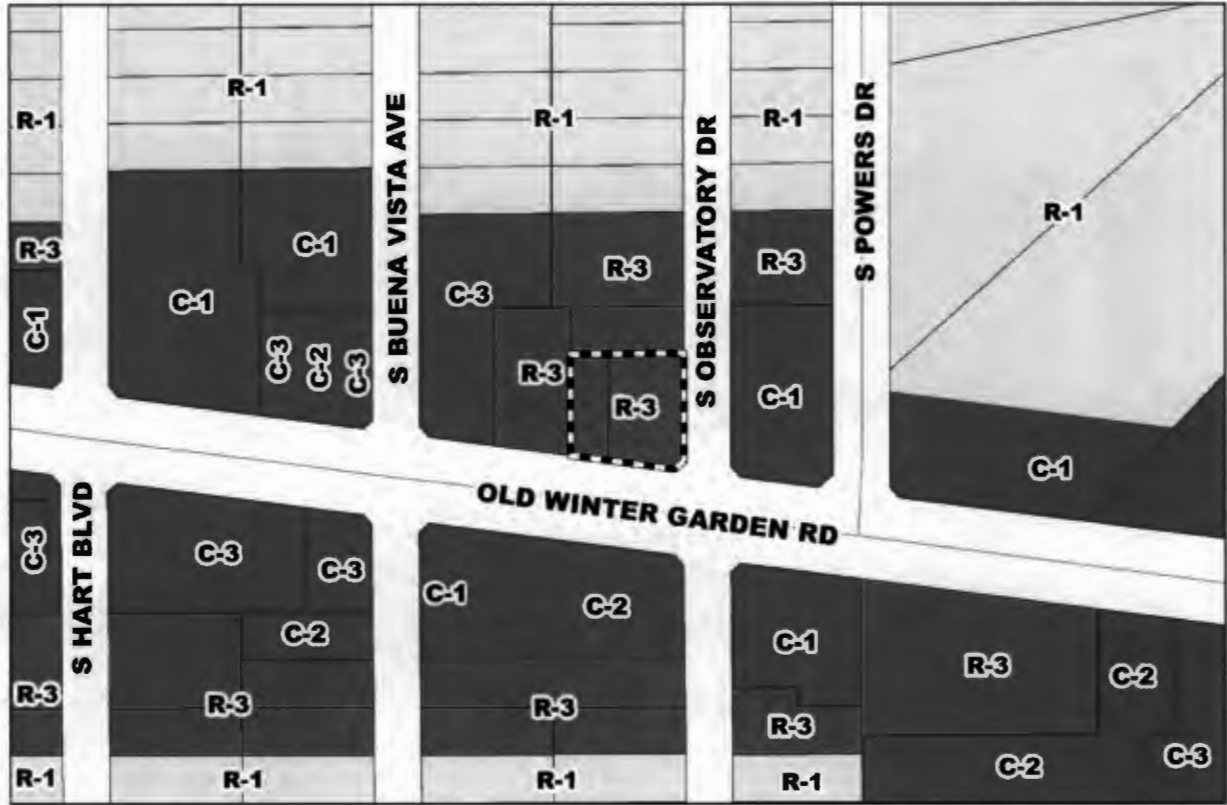 R-1
R-1
R-1
R-1
R-1
S BUENA VISTA AVE
S OBSERVATORY DR
S POWERS DR
R-3
C-1
C-3
R-3
R-3
C-1
C-1
C-3
C-2
C-3
R-3
R-3
C-1
C-1
OLD WINTER GARDEN RD
S HART BLVD
C-3
C-3
C-3
C-1
C-2
C-2
C-1
R-3
C-2
R-3
R-3
R-3
R-3
C-2
C-3
R-1
R-1
R-1
R-1